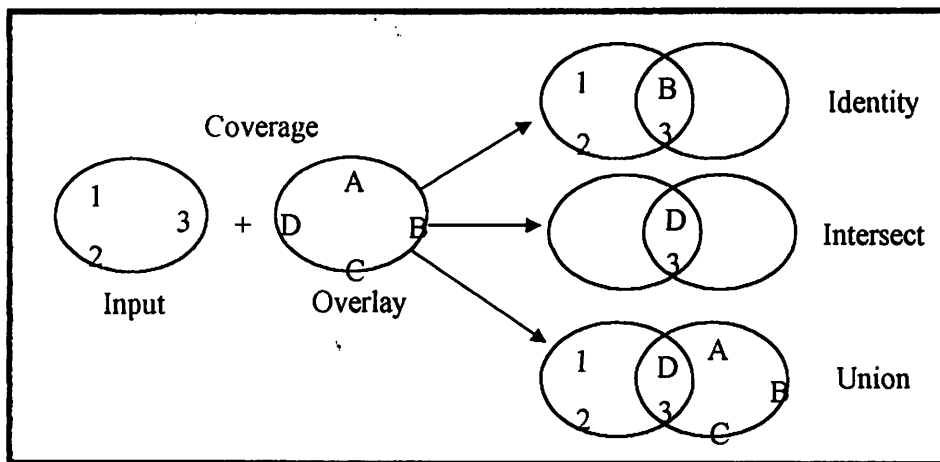 Coverage
1
2
3
Input
+
A
D
B
C
Overlay
1
2
B
3
Identity
D
3
Intersect
1
2
D
3
A
B
C
Union